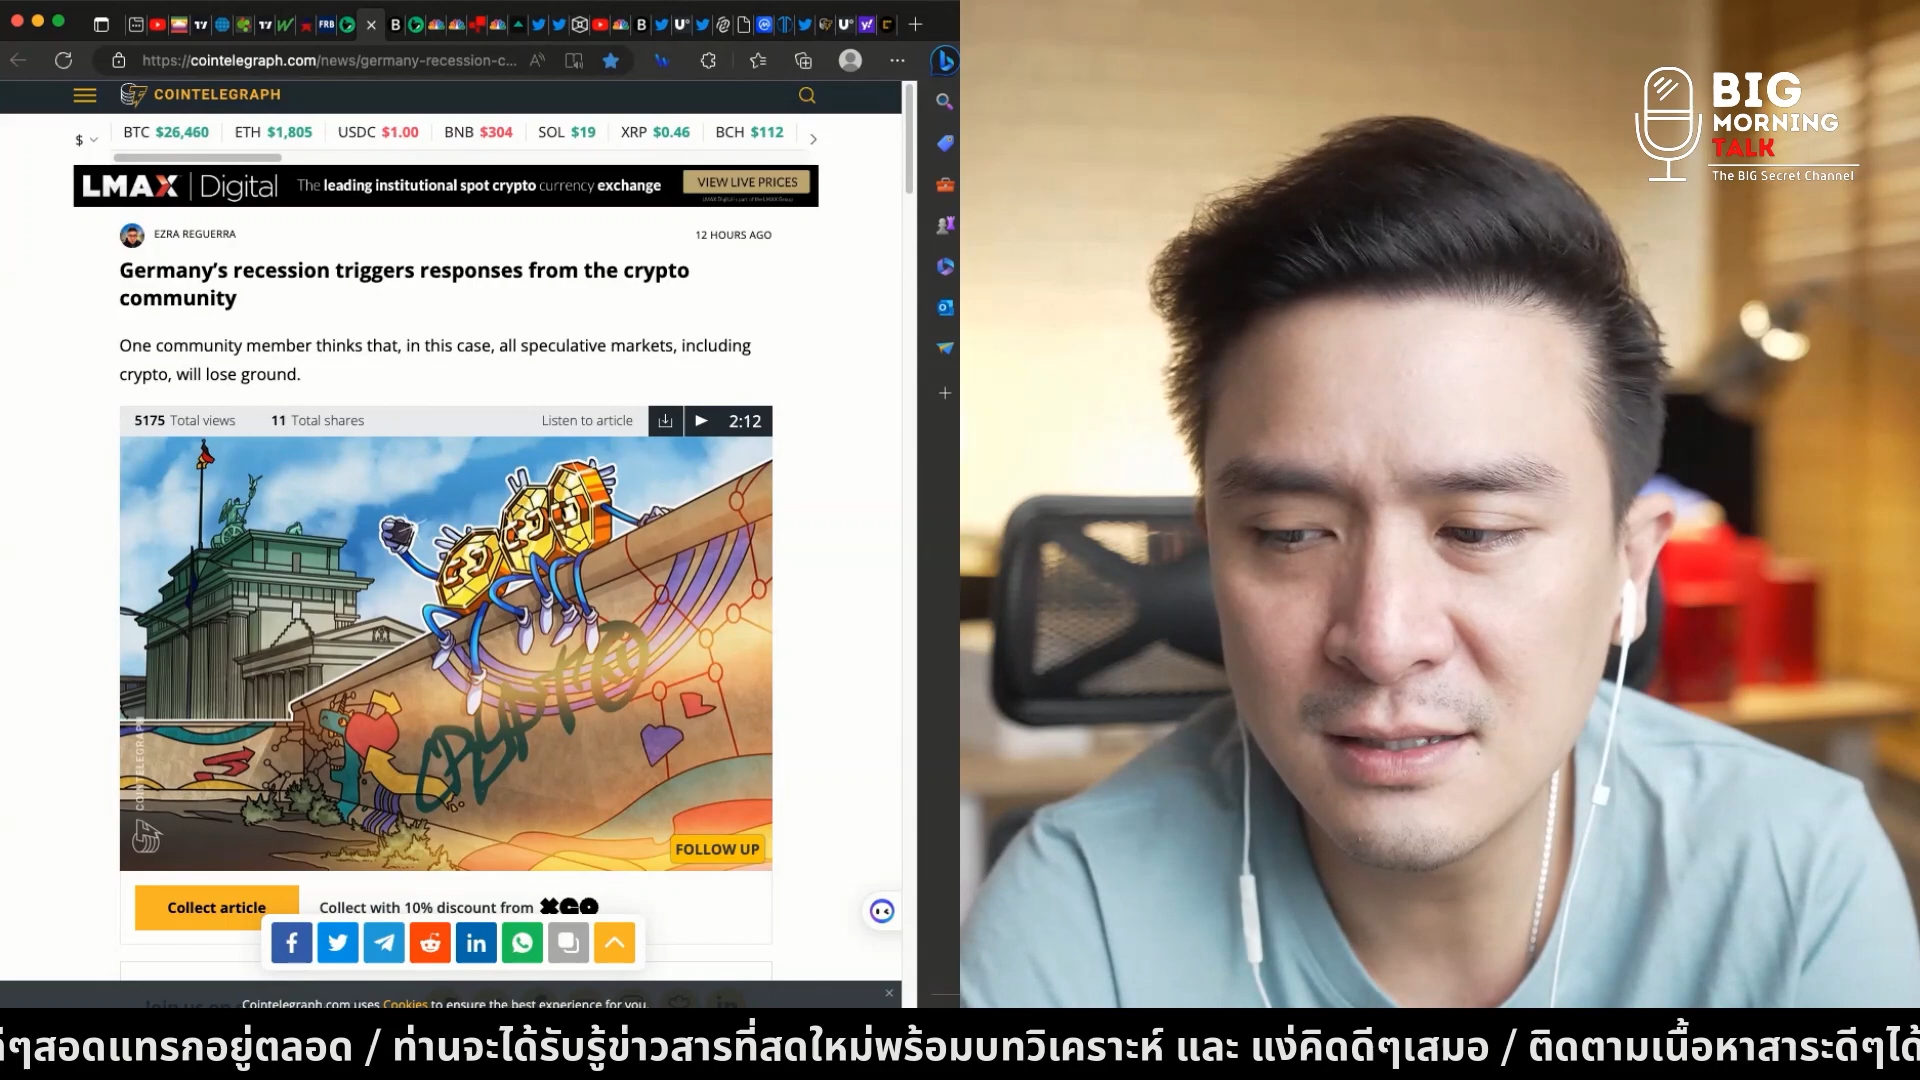 https://cointelegraph.com/news/germany-recession-c...
COINTELEGRAPH
$ BTC $26,460 ETH $1,805 USDC $1.00 BNB $304 SOL $19 XRP $0.46 BCH $112
LMAX Digital The leading institutional spot crypto currency exchange VIEW LIVE PRICES
EZRA REGUERRA 12 HOURS AGO
Germany's recession triggers responses from the crypto
community
One community member thinks that, in this case, all speculative markets, including
crypto, will lose ground.
5175 Total views 11 Total shares Listen to article 2:12
CRYPTO
COINTELEGRAPH
FOLLOW UP
Collect article Collect with 10% discount from XGO
Cointelegraph.com uses Cookies to ensure the best experience for you.
BIG
MORNING
TALK
The BIG Secret Channel
ดีๆสอดแทรกอยู่ตลอด / ท่านจะได้รับรู้ข่าวสารที่สดใหม่พร้อมบทวิเคราะห์ และ แง่คิดดีๆเสมอ / ติดตามเนื้อหาสาระดีๆได้